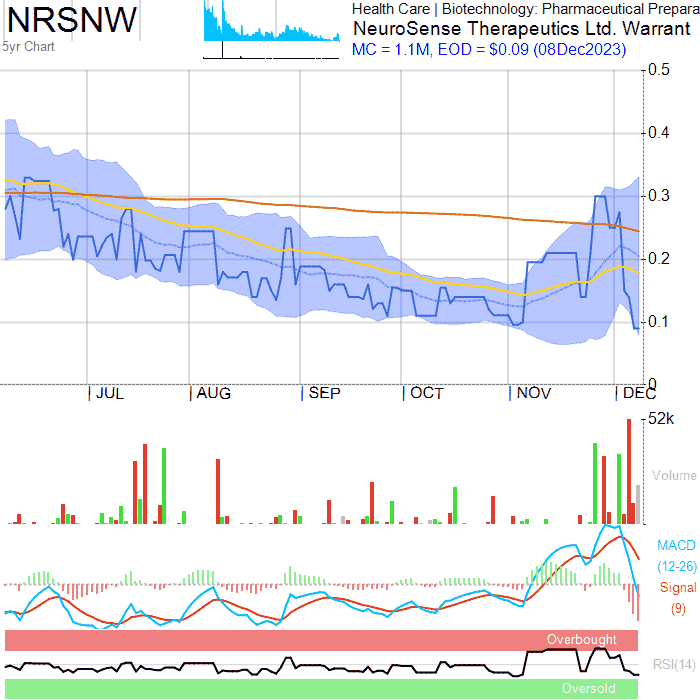 NRSNW
5yr Chart
Health Care | Biotechnology: Pharmaceutical Prepara
NeuroSense Therapeutics Ltd. Warrant
MC = 1.1M, EOD = $0.09 (08Dec2023)
0.5
0.4
0.3
0.2
0.1
0
JUL AUG SEP OCT NOV DEC
52k
Volume
MACD
(12-26)
Signal
(9)
Overbought
RSI(14)
Oversold